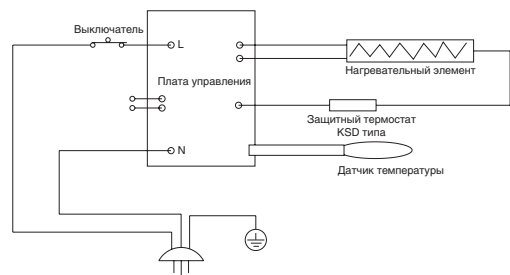 Выключатель
L
Плата управления
N
Нагревательный элемент
Защитный термостат
KSD типа
Датчик температуры